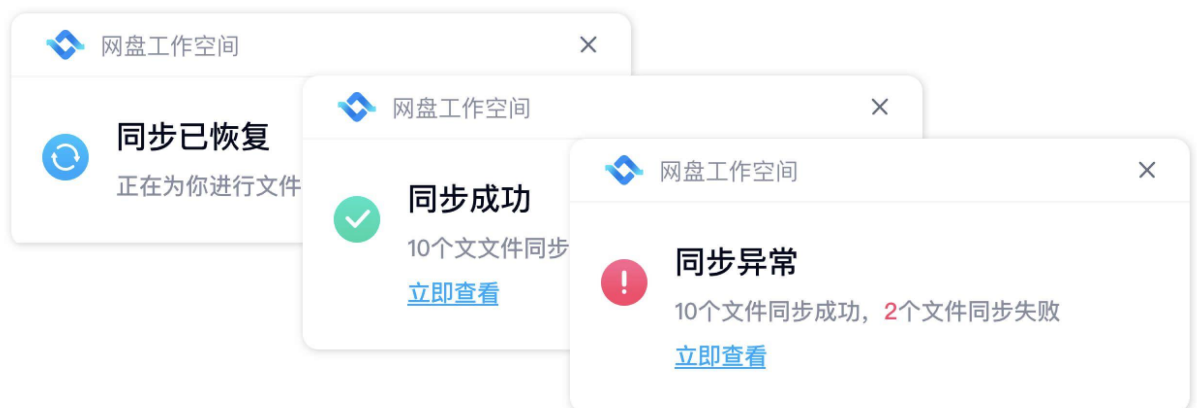 网盘工作空间
同步已恢复
正在为你进行文件
网盘工作空间
同步成功
10个文文件同步
立即查看
网盘工作空间
同步异常
10个文件同步成功，2个文件同步失败
立即查看